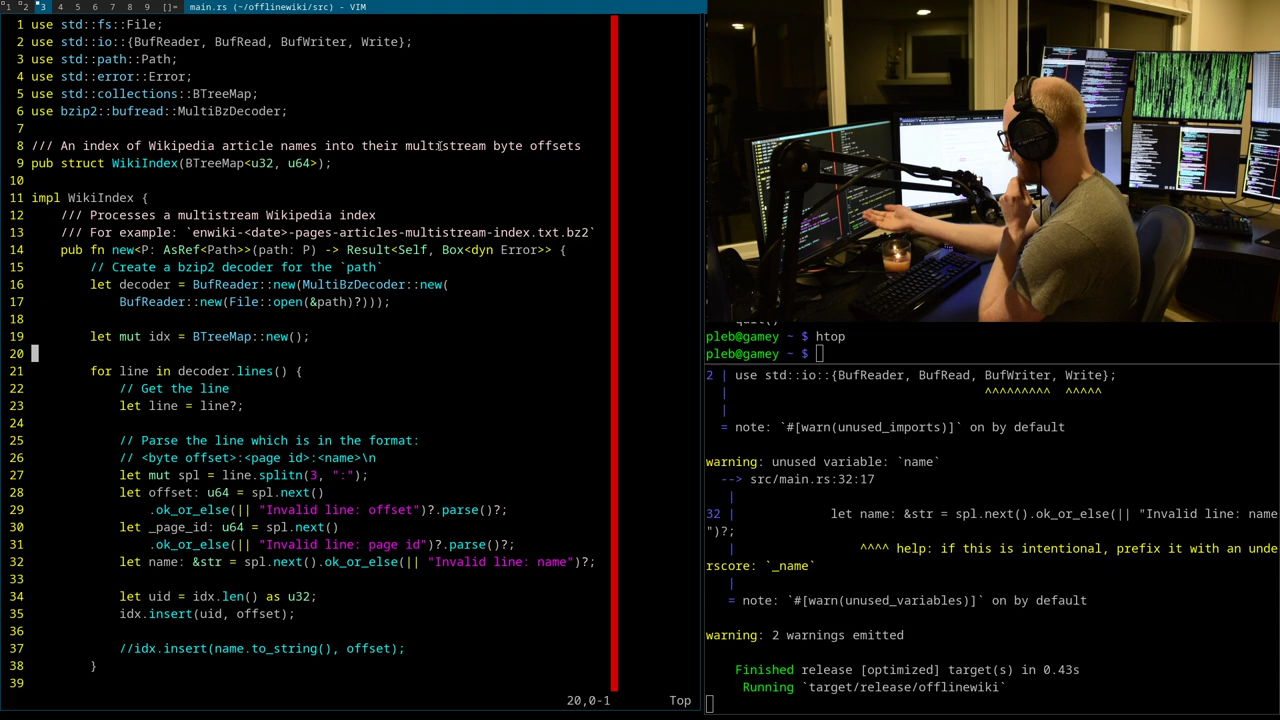 1 2 3 4 5 6 7 8 9 []= main.rs (~/offlinewiki/src) - VIM
1 use std::fs::File;
2 use std::io::{BufReader, BufRead, BufWriter, Write};
3 use std::path::Path;
4 use std::error::Error;
5 use std::collections::BTreeMap;
6 use bzip2::bufread::MultiBzDecoder;
7
8 /// An index of Wikipedia article names into their multistream byte offsets
9 pub struct WikiIndex(BTreeMap<u32, u64>);
10
11 impl WikiIndex {
12 /// Processes a multistream Wikipedia index
13 /// For example: `enwiki-<date>-pages-articles-multistream-index.txt.bz2`
14 pub fn new<P: AsRef<Path>>(path: P) -> Result<Self, Box<dyn Error>> {
15 // Create a bzip2 decoder for the `path`
16 let decoder = BufReader::new(MultiBzDecoder::new(
17 BufReader::new(File::open(&path)?)));
18
19 let mut idx = BTreeMap::new();
20
21 for line in decoder.lines() {
22 // Get the line
23 let line = line?;
24
25 // Parse the line which is in the format:
26 // <byte offset>:<page id>:<name>\n
27 let mut spl = line.splitn(3, ":");
28 let offset: u64 = spl.next()
29 .ok_or_else(|| "Invalid line: offset")?.parse()?;
30 let _page_id: u64 = spl.next()
31 .ok_or_else(|| "Invalid line: page id")?.parse()?;
32 let name: &str = spl.next().ok_or_else(|| "Invalid line: name")?;
33
34 let uid = idx.len() as u32;
35 idx.insert(uid, offset);
36
37 //idx.insert(name.to_string(), offset);
38 }
39
20,0-1 Top
pleb@gamey ~ $ htop
pleb@gamey ~ $
2 | use std::io::{BufReader, BufRead, BufWriter, Write};
| ^^^^^^^^^ ^^^^^
|
= note: `#[warn(unused_imports)]` on by default
warning: unused variable: `name`
--> src/main.rs:32:17
|
32 | let name: &str = spl.next().ok_or_else(|| "Invalid line: name
")?;
| ^^^^ help: if this is intentional, prefix it with an unde
rscore: `_name`
|
= note: `#[warn(unused_variables)]` on by default
warning: 2 warnings emitted
Finished release [optimized] target(s) in 0.43s
Running `target/release/offlinewiki`